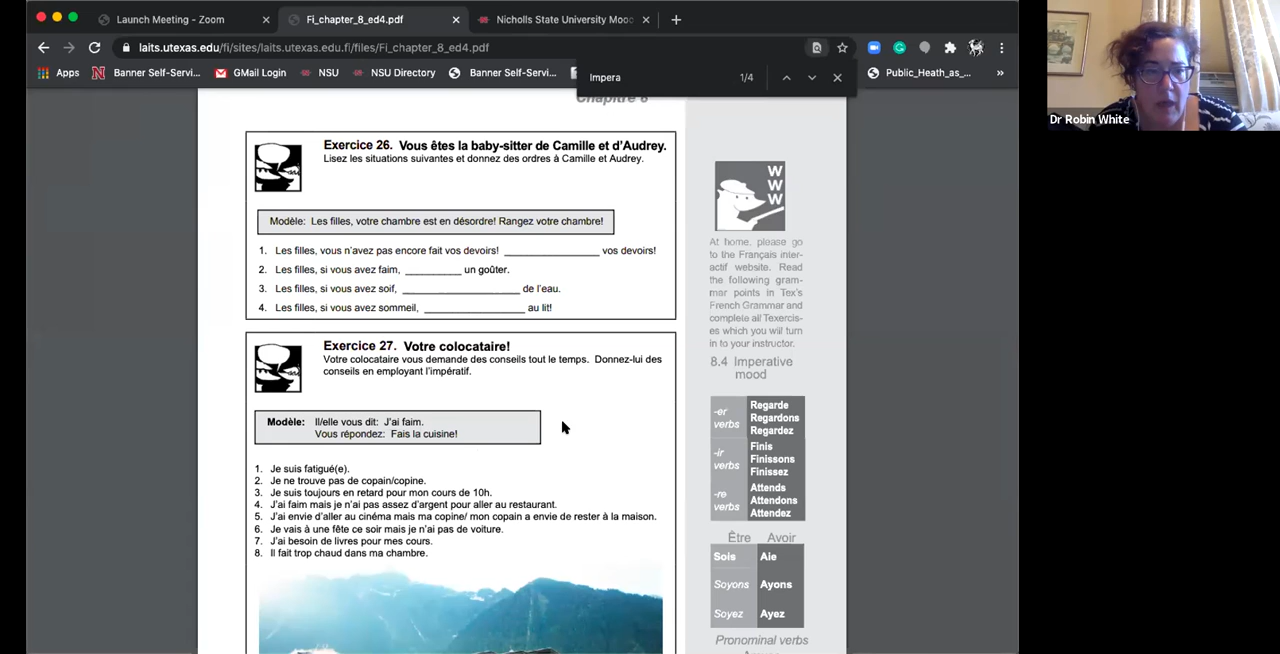 Launch Meeting - Zoom
Fi_chapter_8_ed4.pdf
Nicholls State University Moo
laits.utexas.edu/fi/sites/laits.utexas.edu.fi/files/Fi_chapter_8_ed4.pdf
Apps
Banner Self-Servi...
GMail Login
NSU
NSU Directory
Banner Self-Servi...
Public_Heath_as_...
»
Impera
1/4
Dr Robin White
Exercice 26. Vous êtes la baby-sitter de Camille et d'Audrey.
Lisez les situations suivantes et donnez des ordres à Camille et Audrey.
Modèle: Les filles, votre chambre est en désordre! Rangez votre chambre!
1. Les filles, vous n'avez pas encore fait vos devoirs! ________________ vos devoirs!
2. Les filles, si vous avez faim, __________ un goûter.
3. Les filles, si vous avez soif, ____________________ de l'eau.
4. Les filles, si vous avez sommeil, _________________ au lit!
Exercice 27. Votre colocataire!
Votre colocataire vous demande des conseils tout le temps. Donnez-lui des
conseils en employant l'impératif.
Modèle: Il/elle vous dit: J'ai faim.
Vous répondez: Fais la cuisine!
1. Je suis fatigué(e).
2. Je ne trouve pas de copain/copine.
3. Je suis toujours en retard pour mon cours de 10h.
4. J'ai faim mais je n'ai pas assez d'argent pour aller au restaurant.
5. J'ai envie d'aller au cinéma mais ma copine/ mon copain a envie de rester à la maison.
6. Je vais à une fête ce soir mais je n'ai pas de voiture.
7. J'ai besoin de livres pour mes cours.
8. Il fait trop chaud dans ma chambre.
W
W
W
At home, please go
to the Français inter-
actif website. Read
the following gram-
mar points in Tex's
French Grammar and
complete all Texercis-
es which you will turn
in to your instructor.
8.4 Imperative
mood
-er
verbs
Regarde
Regardons
Regardez
-ir
verbs
Finis
Finissons
Finissez
-re
verbs
Attends
Attendons
Attendez
Être Avoir
Sois Aie
Soyons Ayons
Soyez Ayez
Pronominal verbs